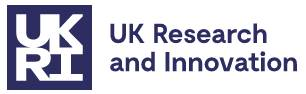 UK
RI
UK Research
and Innovation